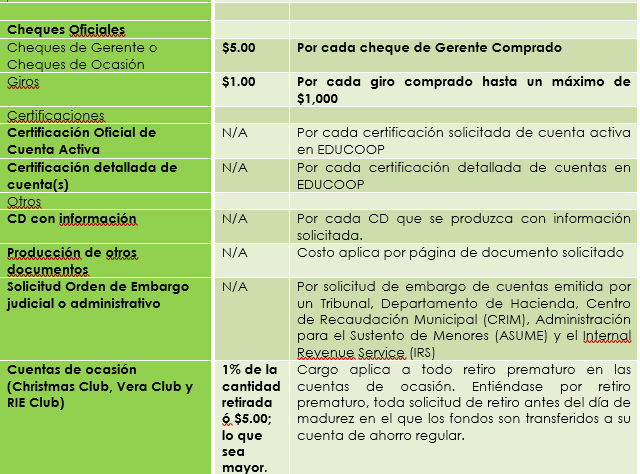 Cheques Oficiales
Cheques de Gerente o
Cheques de Ocasión
$5.00
Por cada cheque de Gerente Comprado
Giros
$1.00
Por cada giro comprado hasta un máximo de
$1,000
Certificaciones
Certificación Oficial de
Cuenta Activa
N/A
Por cada certificación solicitada de cuenta activa
en EDUCOOP
Certificación detallada de
cuenta(s)
N/A
Por cada certificación detallada de cuentas en
EDUCOOP
Otros
CD con información
N/A
Por cada CD que se produzca con información
solicitada.
Producción de otros
documentos
N/A
Costo aplica por página de documento solicitado
Solicitud Orden de Embargo
judicial o administrativo
N/A
Por solicitud de embargo de cuentas emitida por
un Tribunal, Departamento de Hacienda, Centro
de Recaudación Municipal (CRIM), Administración
para el Sustento de Menores (ASUME) y el Internal
Revenue Service (IRS)
Cuentas de ocasión
(Christmas Club, Vera Club y
RIE Club)
1% de la
cantidad
retirada
ó $5.00;
lo que
sea
mayor.
Cargo aplica a todo retiro prematuro en las
cuentas de ocasión. Entiéndase por retiro
prematuro, toda solicitud de retiro antes del día de
madurez en el que los fondos son transferidos a su
cuenta de ahorro regular.